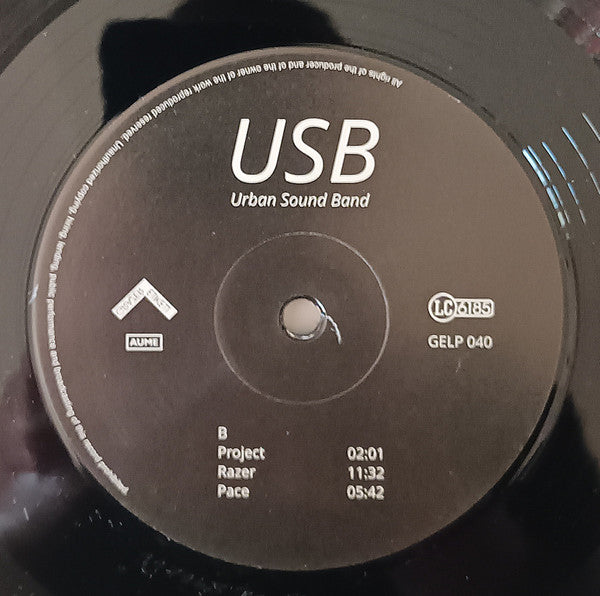 All rights of the producer and of the owner of the work reproduced reserved. Unauthorized copying, hiring, lending, public performance and broadcasting of this record prohibited
USB
Urban Sound Band
LC 6185
AUME
GELP 040
B
Project 02:01
Razer 11:32
Pace 05:42